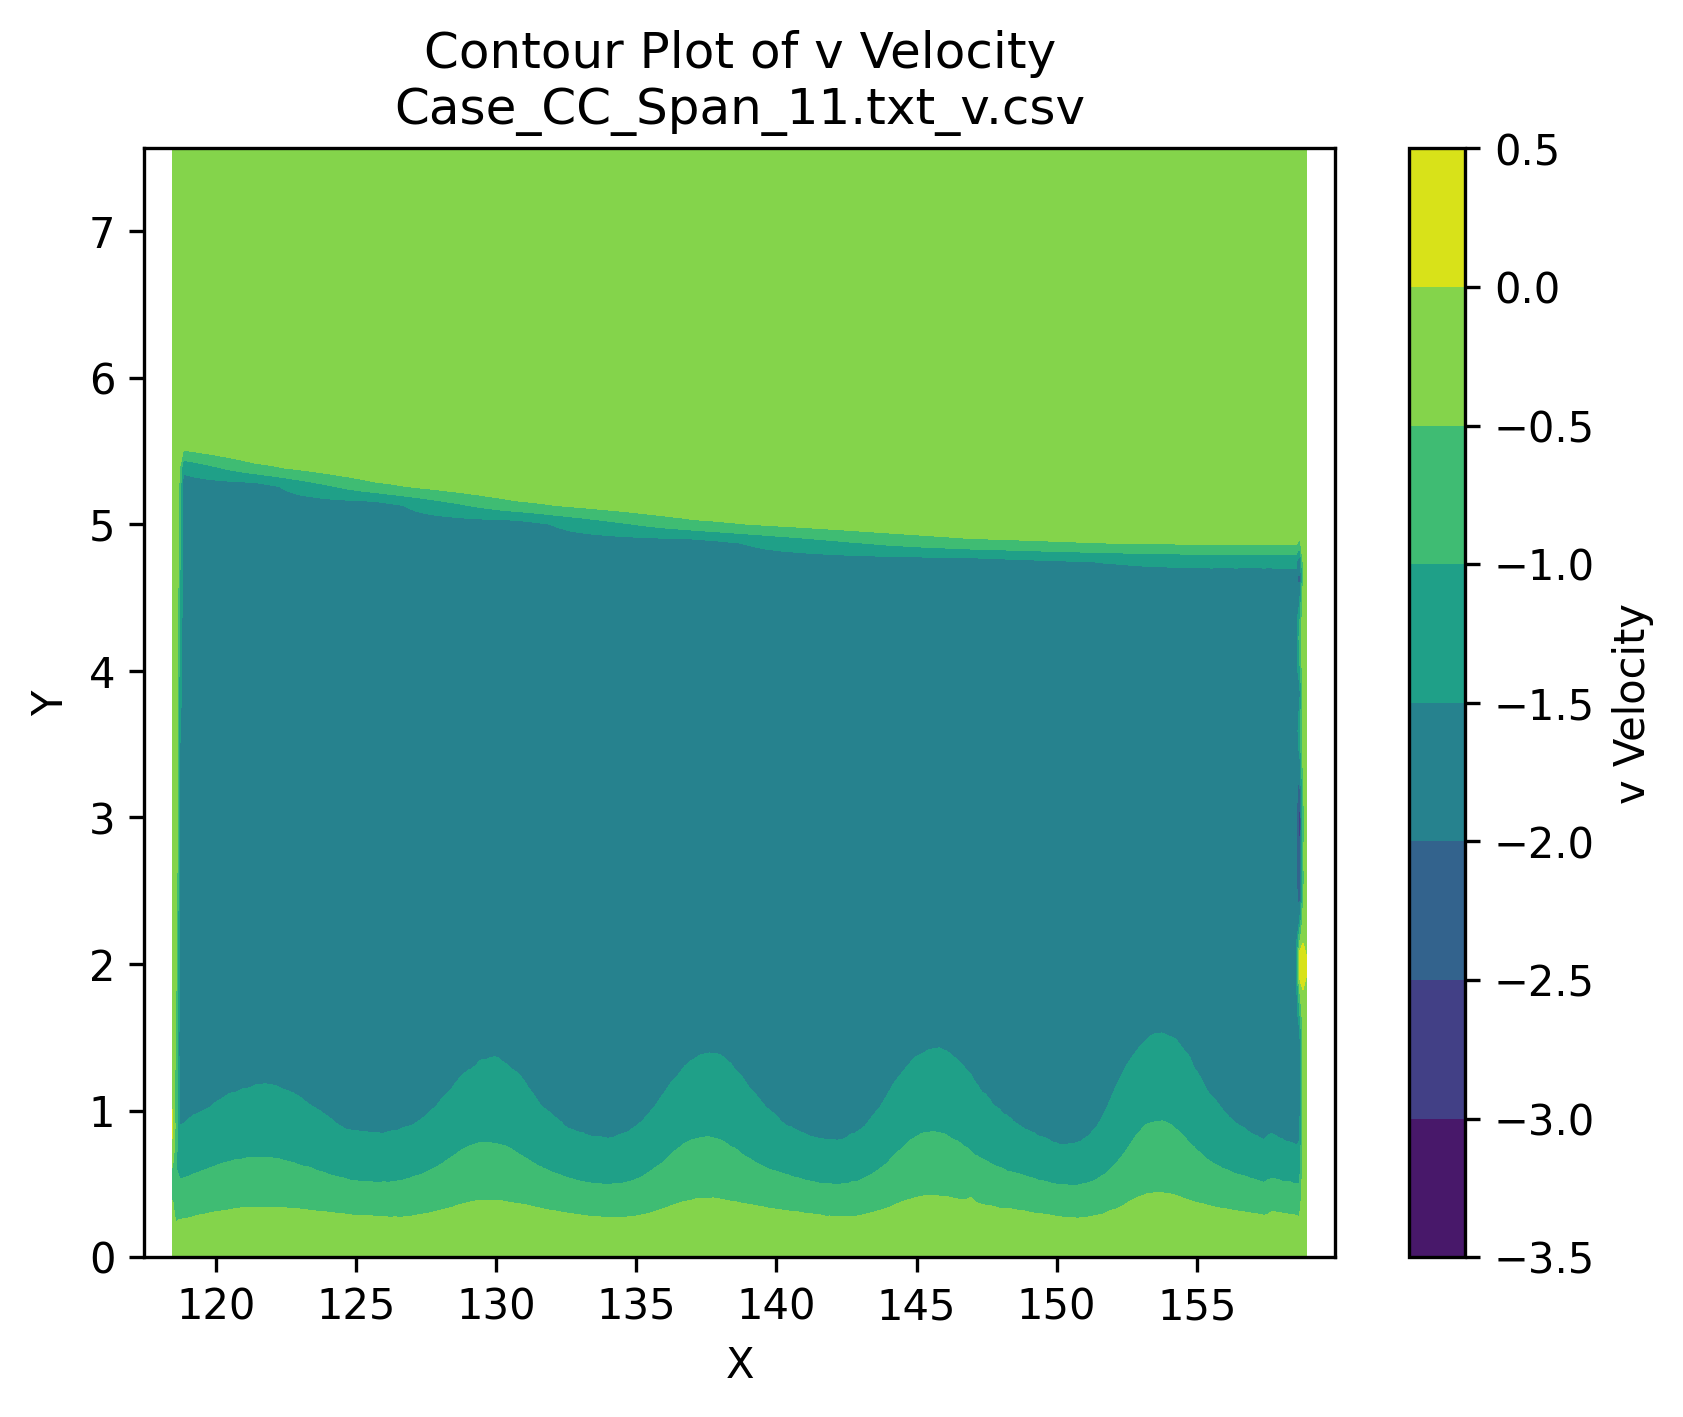 Contour Plot of v Velocity
Case_CC_Span_11.txt_v.csv
7
6
5
4
3
2
1
0
Y
120 125 130 135 140 145 150 155
X
0.5
0.0
−0.5
−1.0
−1.5
−2.0
−2.5
−3.0
−3.5
v Velocity